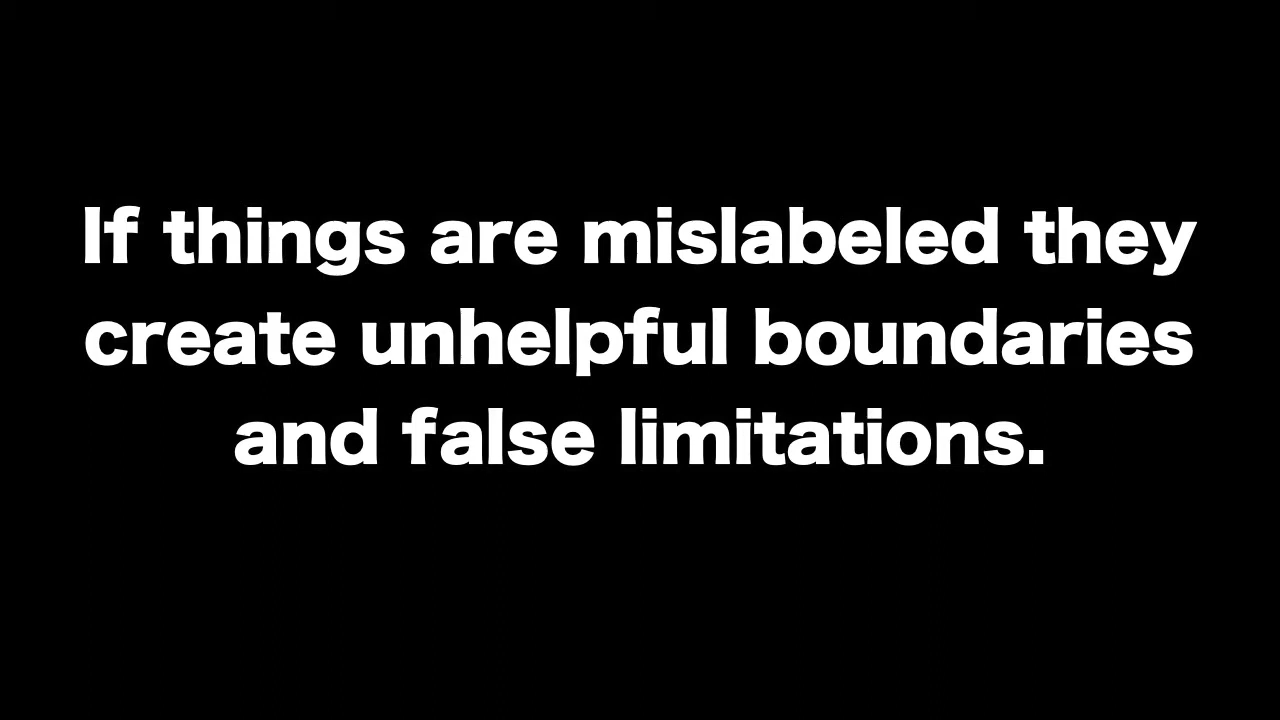 If things are mislabeled they
create unhelpful boundaries
and false limitations.